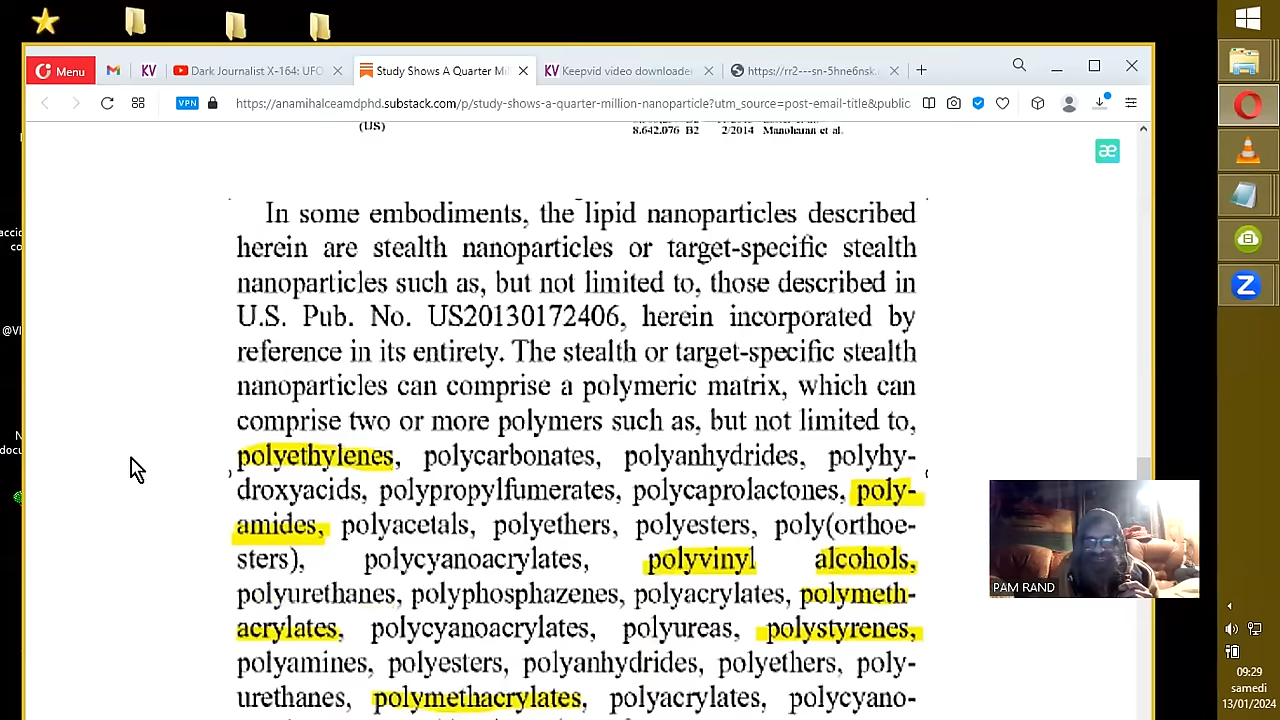 Menu
KV
Dark Journalist X-164: UFO
Study Shows A Quarter Mil
KV
Keepvid video downloader
https://rr2---sn-5hne6nsk.
VPN
https://anamihalceamdphd.substack.com/p/study-shows-a-quarter-million-nanoparticle?utm_source=post-email-title&public
(US)
8.642.076 B2 2/2014 Manoharan et al.
æ
In some embodiments, the lipid nanoparticles described
herein are stealth nanoparticles or target-specific stealth
nanoparticles such as, but not limited to, those described in
U.S. Pub. No. US20130172406, herein incorporated by
reference in its entirety. The stealth or target-specific stealth
nanoparticles can comprise a polymeric matrix, which can
comprise two or more polymers such as, but not limited to,
polyethylenes, polycarbonates, polyanhydrides, polyhy-
droxyacids, polypropylfumerates, polycaprolactones, poly-
amides, polyacetals, polyethers, polyesters, poly(orthoe-
sters), polycyanoacrylates, polyvinyl alcohols,
polyurethanes, polyphosphazenes, polyacrylates, polymeth-
acrylates, polycyanoacrylates, polyureas, polystyrenes,
polyamines, polyesters, polyanhydrides, polyethers, poly-
urethanes, polymethacrylates, polyacrylates, polycyano-
PAM RAND
09:29
samedi
13/01/2024